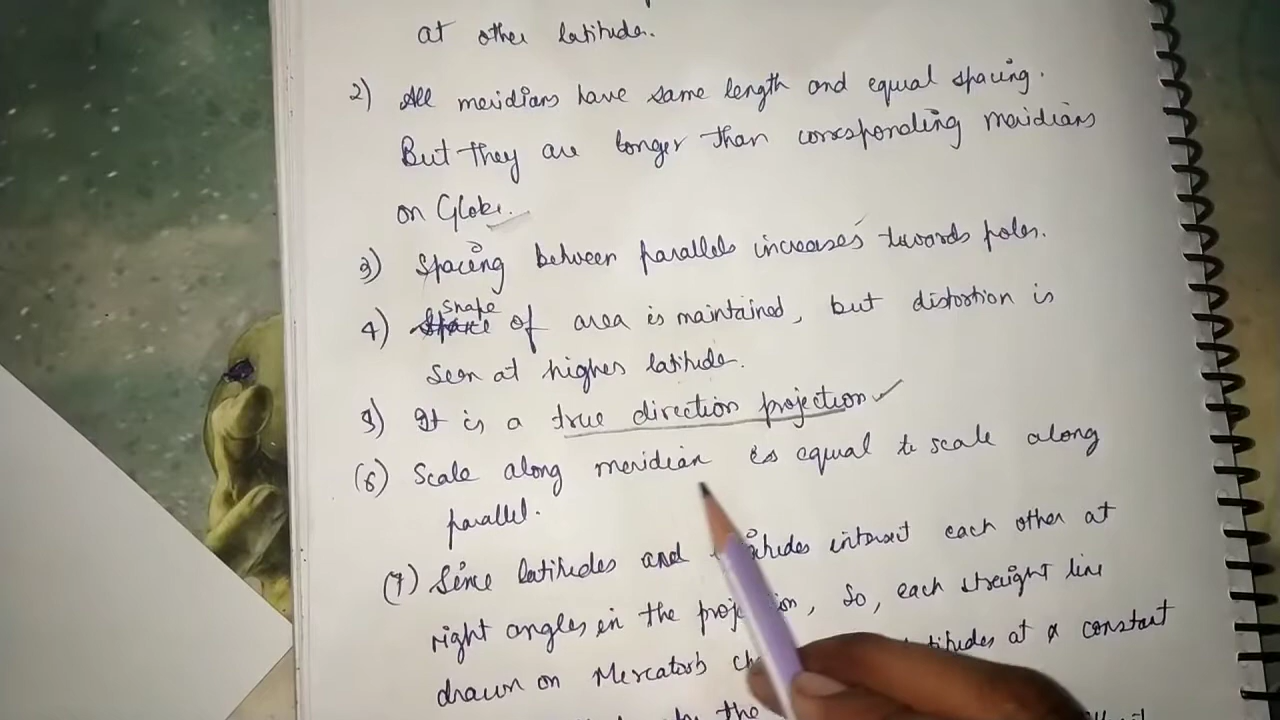 at other latitude.
2) All meridians have same length and equal spacing.
But they are longer than corresponding meridians
on Globe.
3) Spacing between parallels increases towards poles.
4) Shape of area is maintained, but distortion is
seen at higher latitude.
5) It is a true direction projection
(6) Scale along meridian is equal to scale along
parallel.
(7) Since latitudes and intersect each other at
right angles in the projection, So, each straight line
drawn on Mercator's at a constant
the